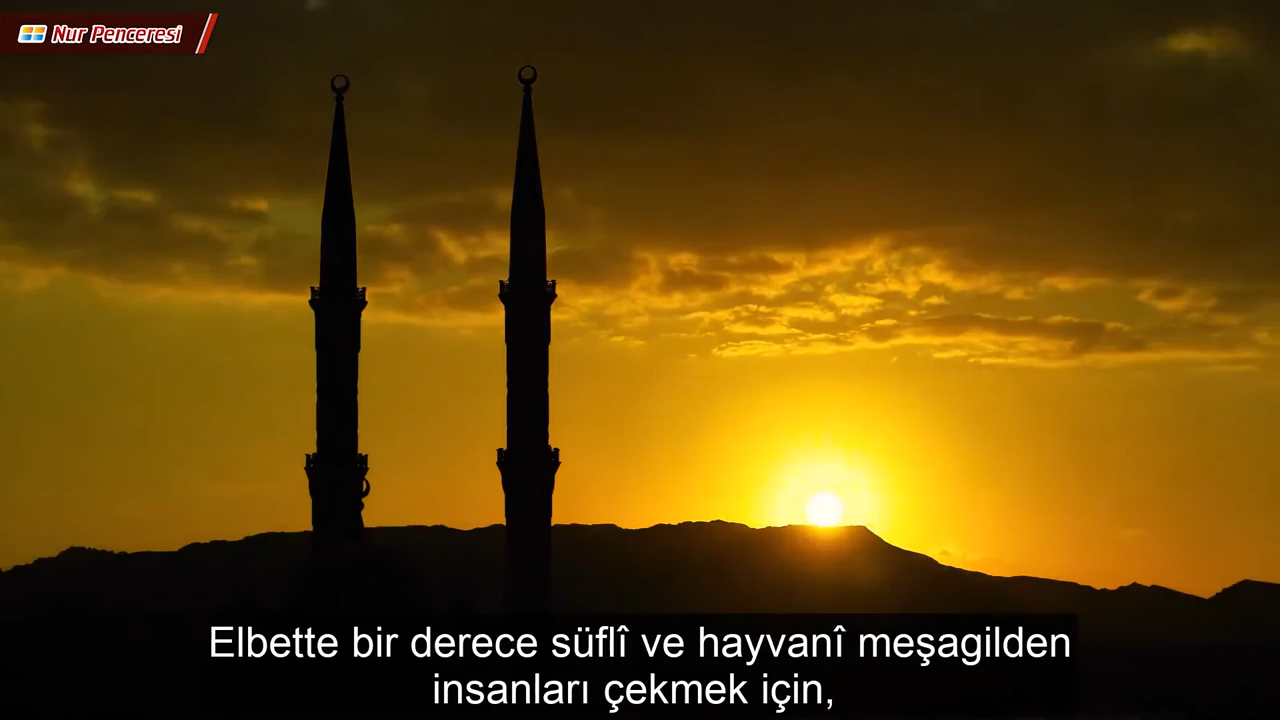 Nur Penceresi
Elbette bir derece süflî ve hayvanî meşagilden
insanları çekmek için,